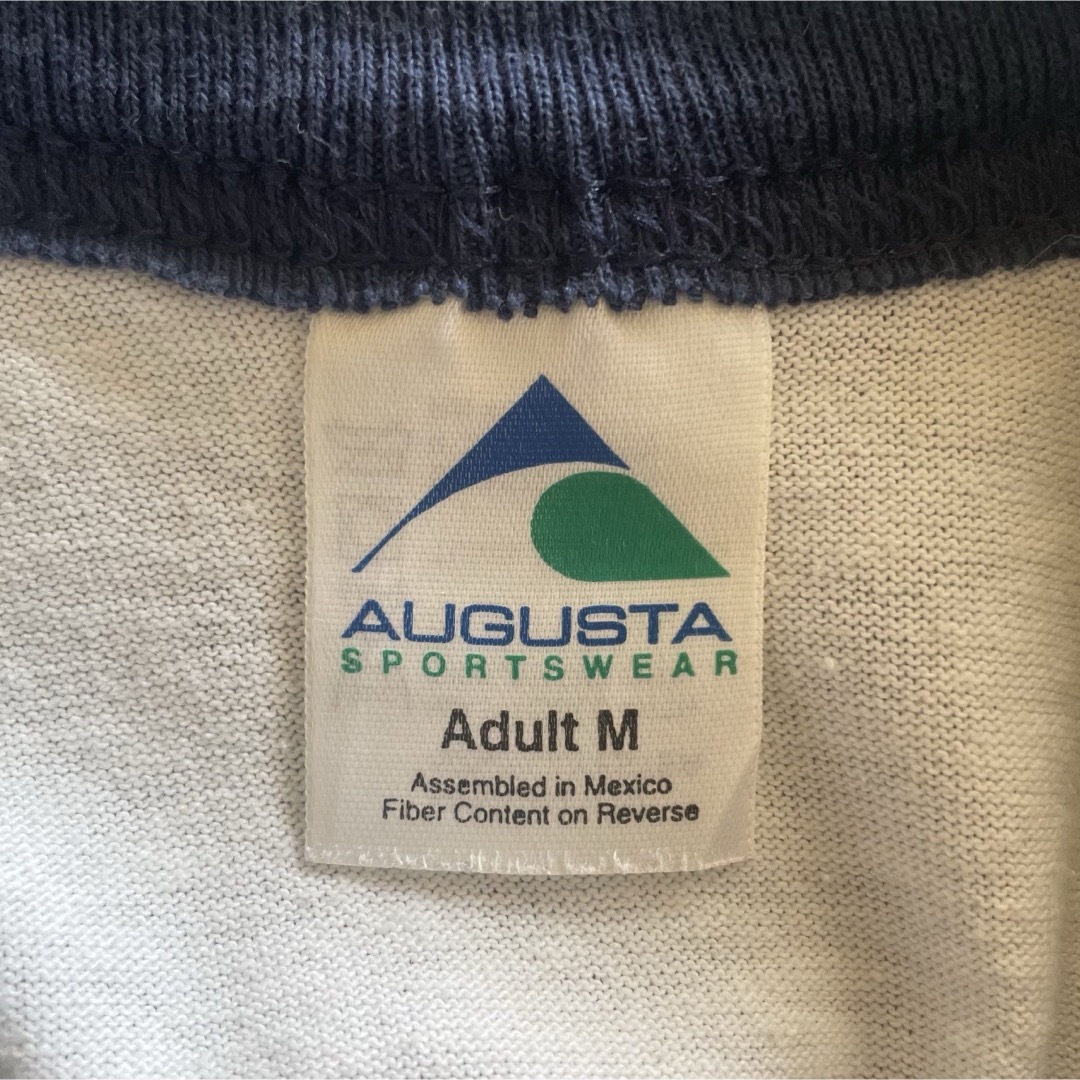 AUGUSTA
SPORTSWEAR
Adult M
Assembled in Mexico
Fiber Content on Reverse